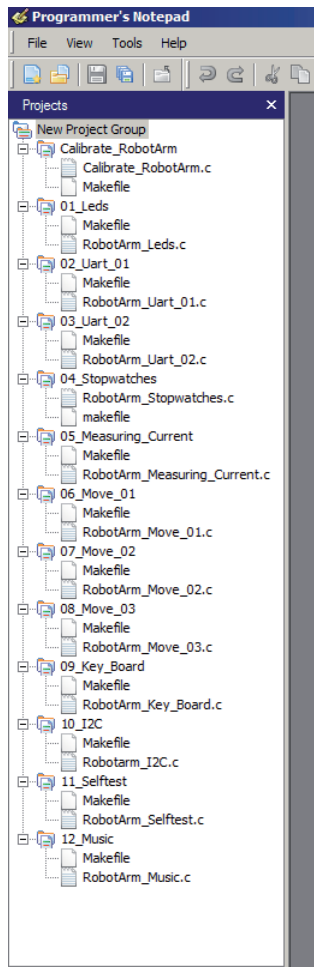 Programmer's Notepad
File View Tools Help
Projects
New Project Group
Calibrate_RobotArm
Calibrate_RobotArm.c
Makefile
01_Leds
Makefile
RobotArm_Leds.c
02_Uart_01
Makefile
RobotArm_Uart_01.c
03_Uart_02
Makefile
RobotArm_Uart_02.c
04_Stopwatches
RobotArm_Stopwatches.c
makefile
05_Measuring_Current
Makefile
RobotArm_Measuring_Current.c
06_Move_01
Makefile
RobotArm_Move_01.c
07_Move_02
Makefile
RobotArm_Move_02.c
08_Move_03
Makefile
RobotArm_Move_03.c
09_Key_Board
Makefile
RobotArm_Key_Board.c
10_I2C
Makefile
Robotarm_I2C.c
11_Selftest
Makefile
RobotArm_Selftest.c
12_Music
Makefile
RobotArm_Music.c